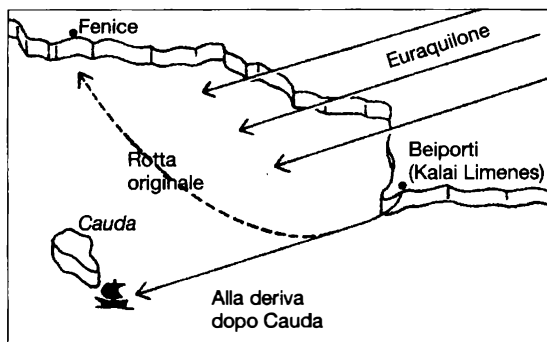 Fenice
Euraquilone
Beiporti
(Kalai Limenes)
Rotta
originale
Cauda
Alla deriva
dopo Cauda